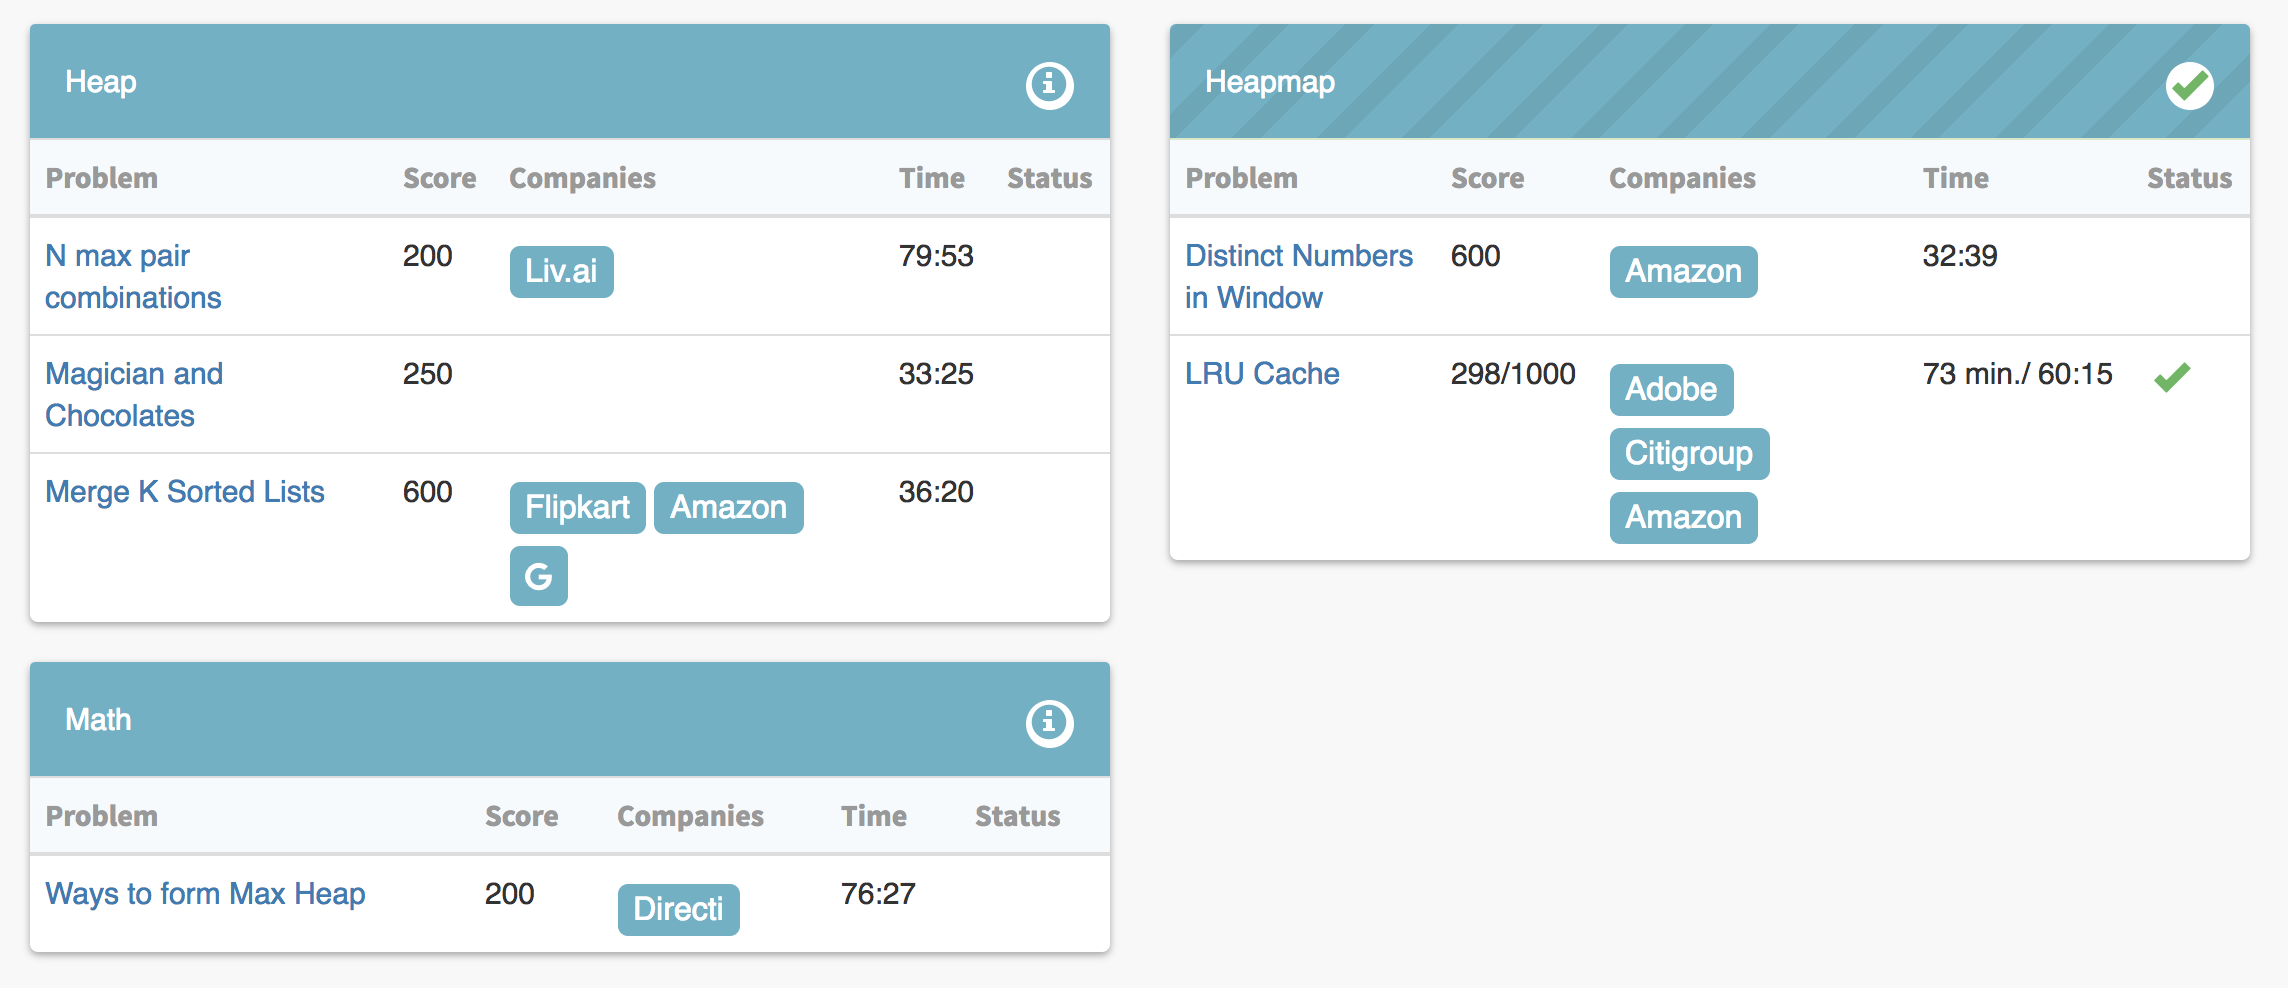 Heap
Problem Score Companies Time Status
N max pair 200 Liv.ai 79:53
combinations
Magician and 250 33:25
Chocolates
Merge K Sorted Lists 600 Flipkart Amazon 36:20
G
Heapmap
Problem Score Companies Time Status
Distinct Numbers 600 Amazon 32:39
in Window
LRU Cache 298/1000 Adobe 73 min./ 60:15
Citigroup
Amazon
Math
Problem Score Companies Time Status
Ways to form Max Heap 200 Directi 76:27